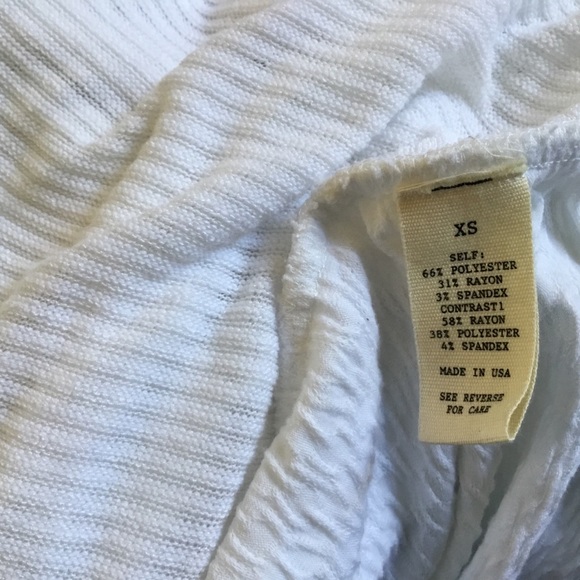 XS
SELF:
66% POLYESTER
31% RAYON
3% SPANDEX
CONTRAST1
58% RAYON
38% POLYESTER
4% SPANDEX
MADE IN USA
SEE REVERSE
FOR CARE